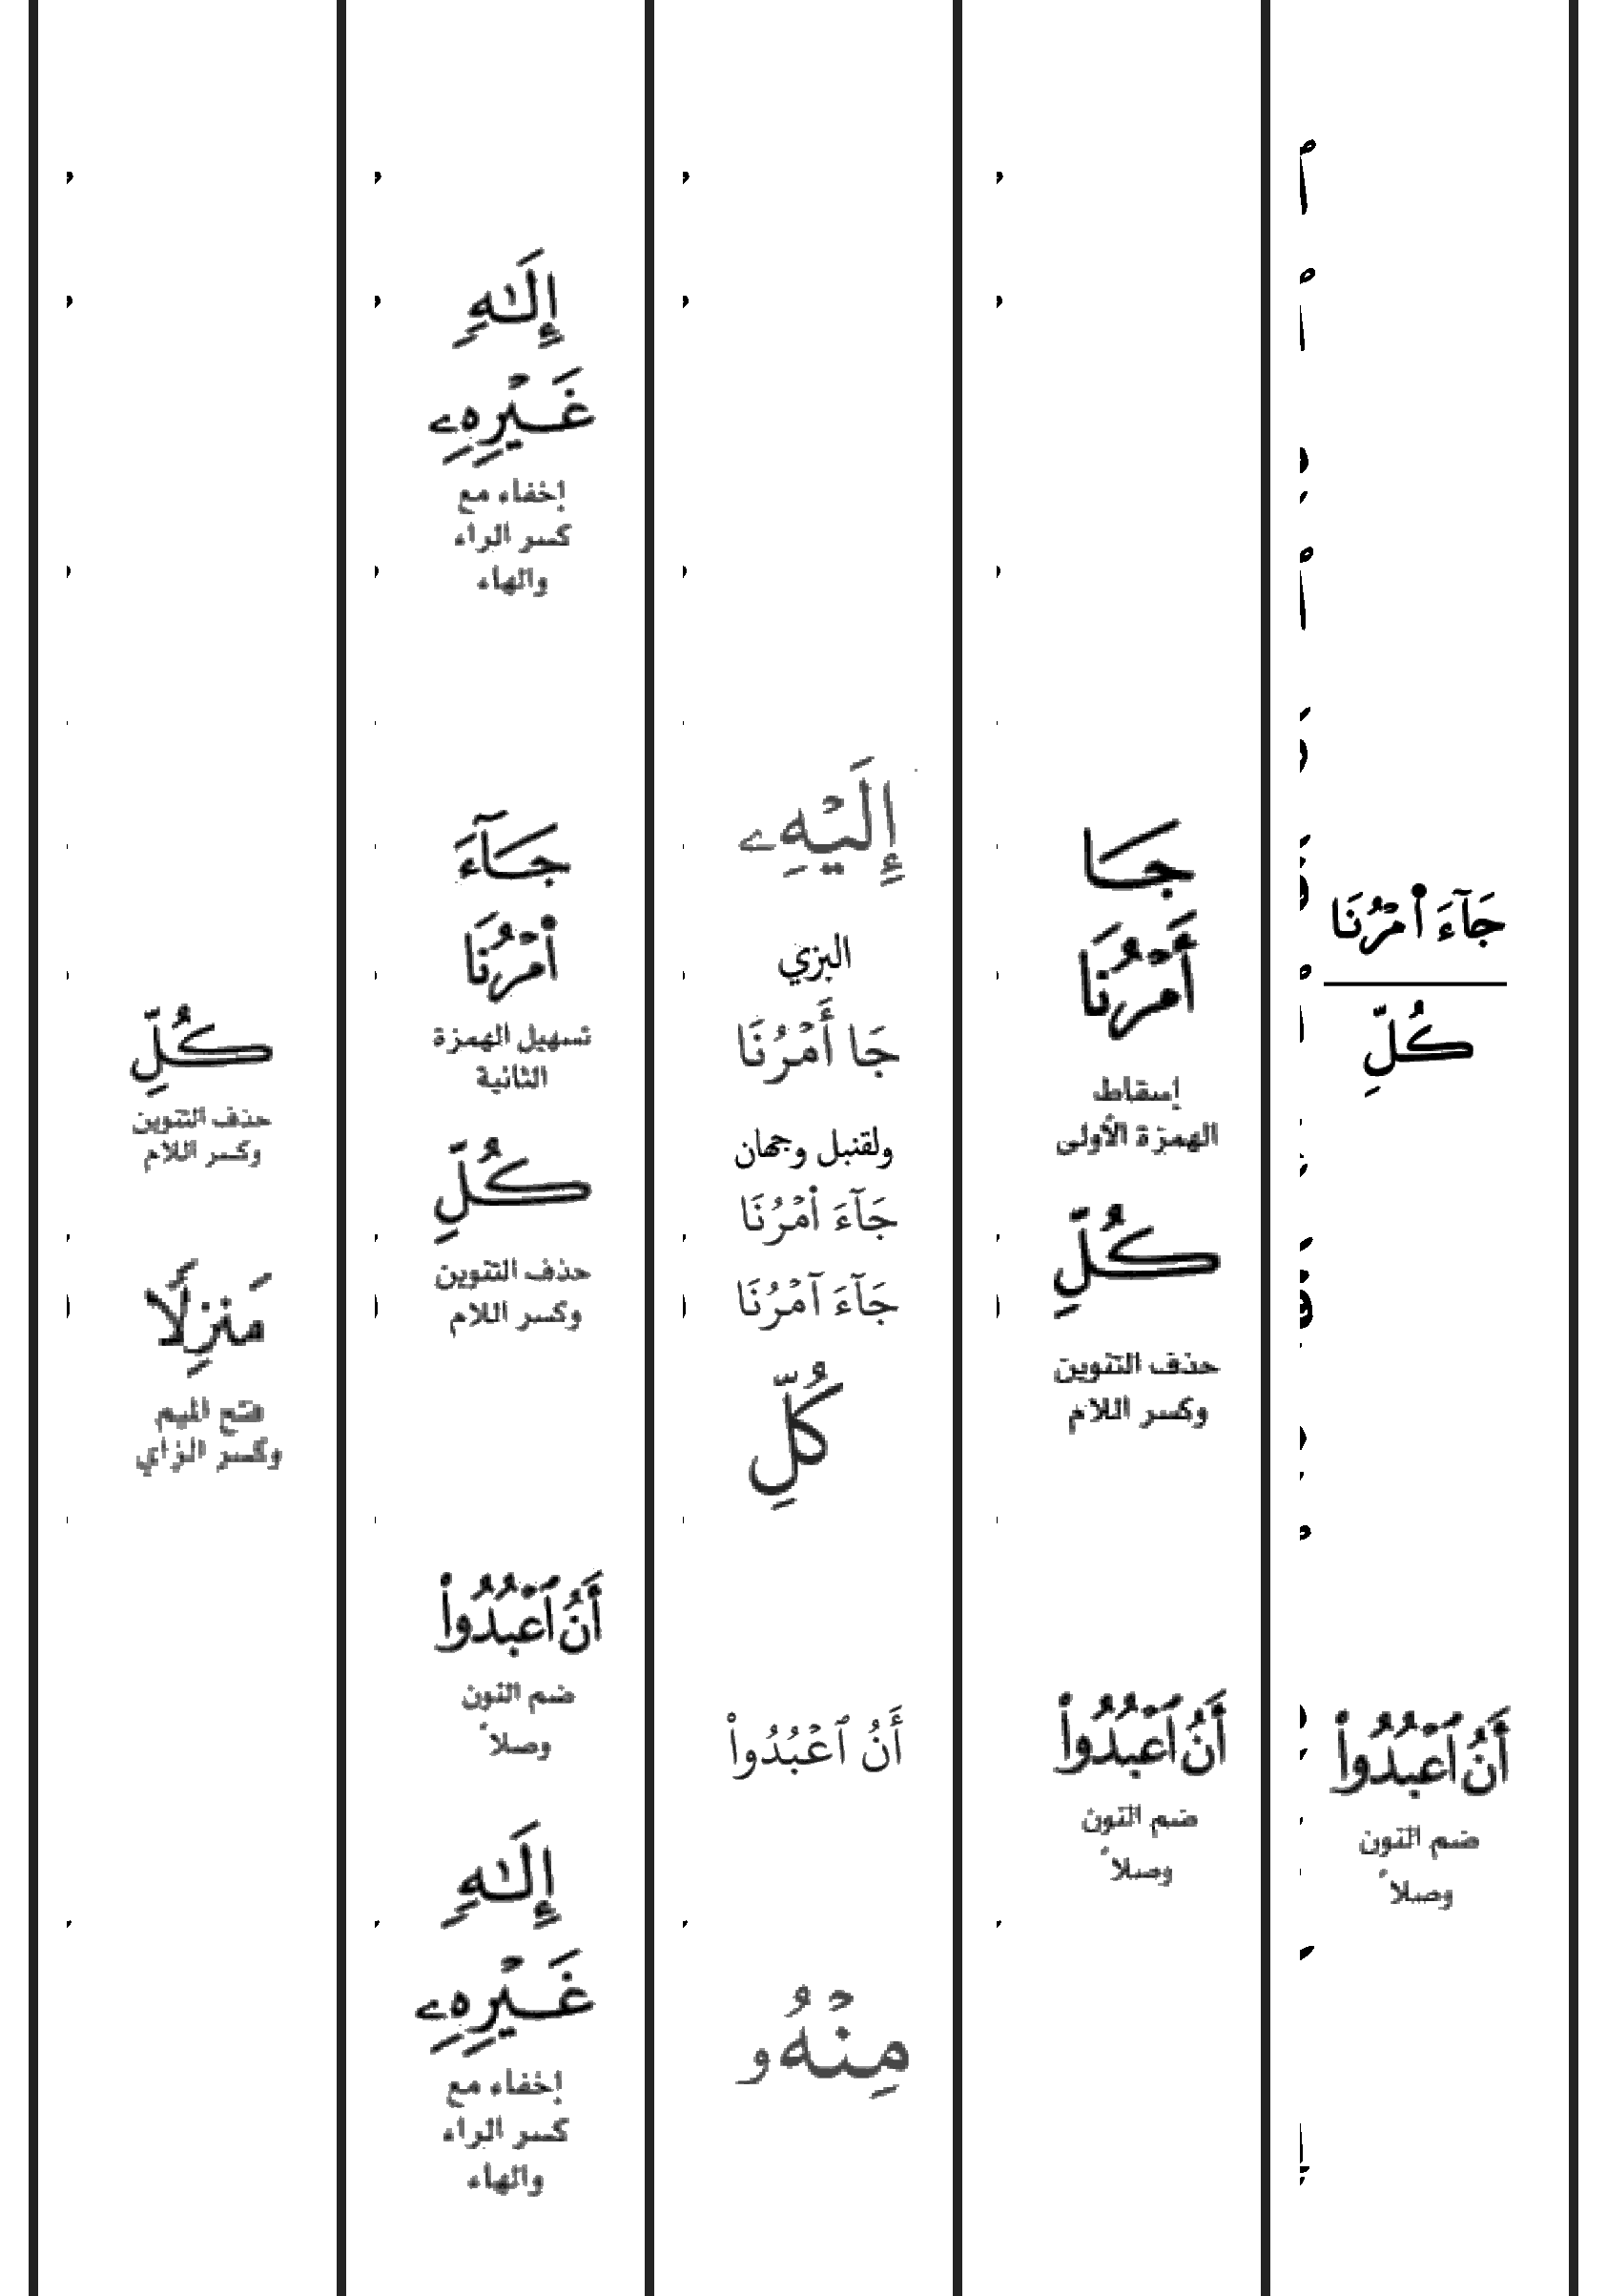 جَآءَ ا۬مۡرُنَا
كُلِّ
أَنُ ٱعۡبُدُواْ
ضم النون
وصلاً
جَا
أَمۡرُنَا
إسقاط
الهمزة الأولى
كُلِّ
حذف التنوين
وكسر اللام
أَنُ ٱعۡبُدُواْ
ضم النون
وصلاً
إِلَيۡهِۦ
البزي
جَا أَمۡرُنَا
ولقنبل وجهان
جَآءَ ا۬مۡرُنَا
جَآءَ آمۡرُنَا
كُلِّ
أَنُ ٱعۡبُدُواْ
مِنۡهُۥ
إِلَٰهٍ
غَيۡرِهِۦ
إخفاء مع
كسر الراء
والهاء
جَآءَ
ا۬مۡرُنَا
تسهيل الهمزة
الثانية
كُلِّ
حذف التنوين
وكسر اللام
أَنُ ٱعۡبُدُواْ
ضم النون
وصلاً
إِلَٰهٍ
غَيۡرِهِۦ
إخفاء مع
كسر الراء
والهاء
كُلِّ
حذف التنوين
وكسر اللام
مَنزِلًا
فتح الميم
وكسر الزاي